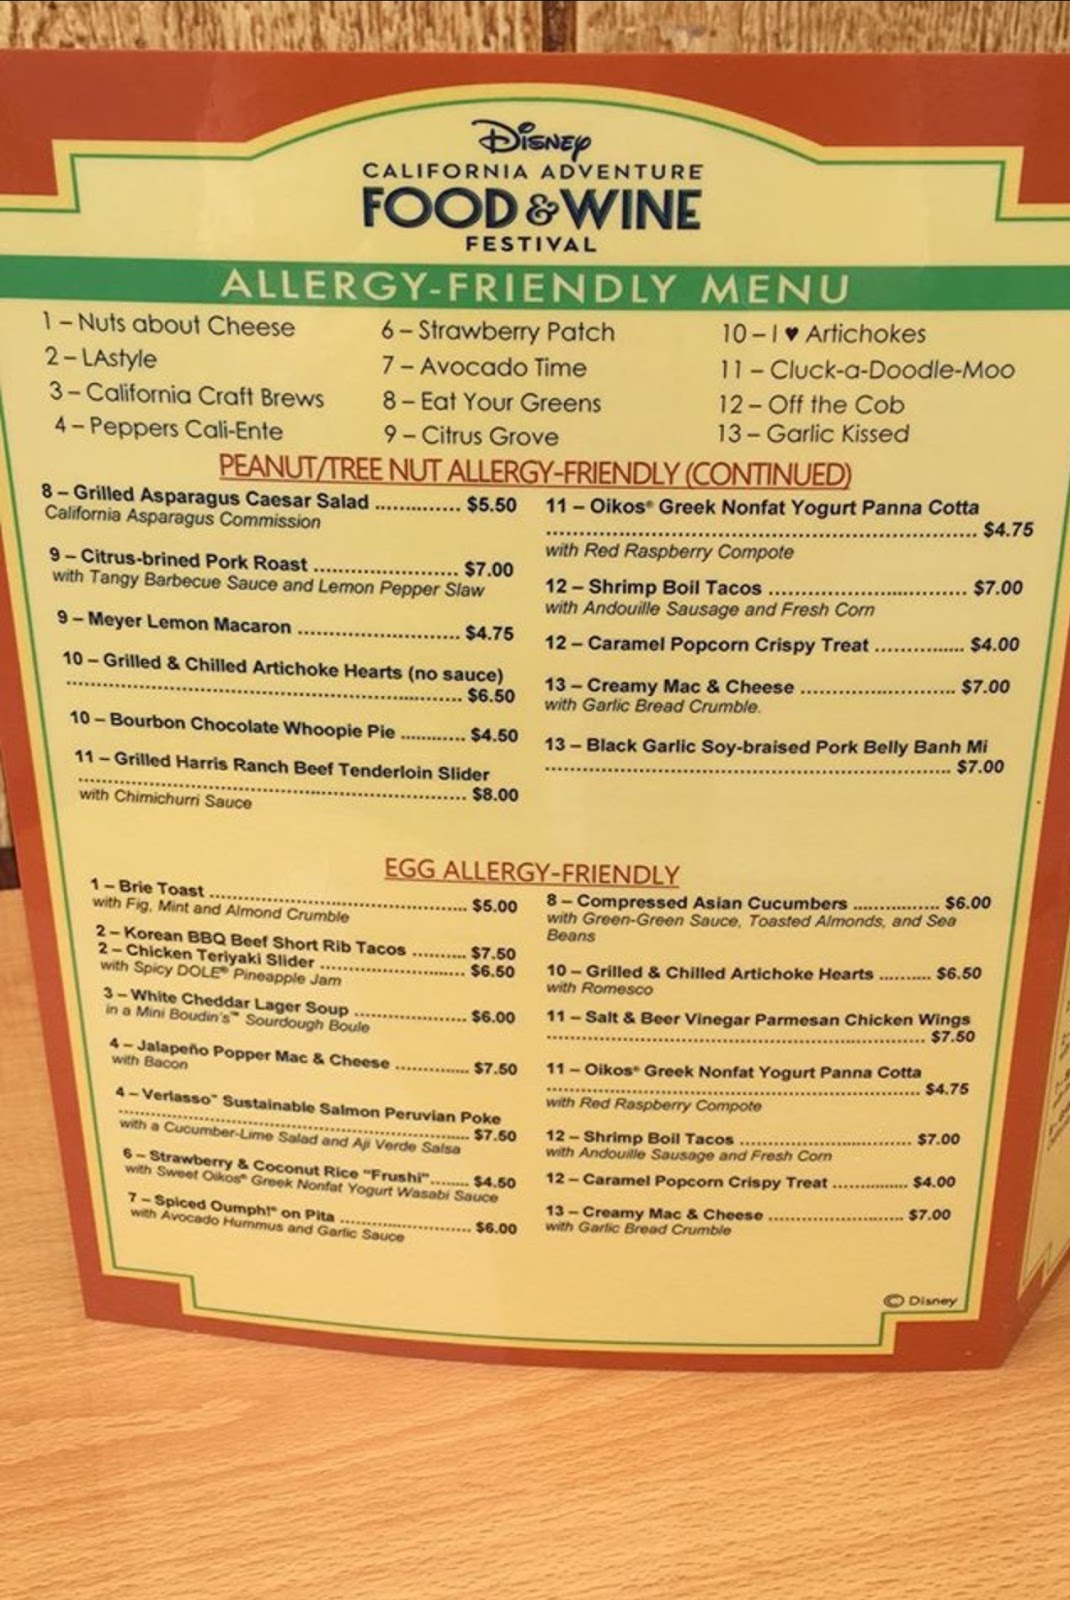 Disney
CALIFORNIA ADVENTURE
FOOD & WINE
FESTIVAL
ALLERGY-FRIENDLY MENU
1 – Nuts about Cheese
2 – LAstyle
3 – California Craft Brews
4 – Peppers Cali-Ente
6 – Strawberry Patch
7 – Avocado Time
8 – Eat Your Greens
9 – Citrus Grove
10 – I ♥ Artichokes
11 – Cluck-a-Doodle-Moo
12 – Off the Cob
13 – Garlic Kissed
PEANUT/TREE NUT ALLERGY-FRIENDLY (CONTINUED)
8 – Grilled Asparagus Caesar Salad .............. $5.50
California Asparagus Commission
9 – Citrus-brined Pork Roast ........................ $7.00
with Tangy Barbecue Sauce and Lemon Pepper Slaw
9 – Meyer Lemon Macaron ........................... $4.75
10 – Grilled & Chilled Artichoke Hearts (no sauce)
.................................................................. $6.50
10 – Bourbon Chocolate Whoopie Pie ........... $4.50
11 – Grilled Harris Ranch Beef Tenderloin Slider
.................................................................. $8.00
with Chimichurri Sauce
11 – Oikos® Greek Nonfat Yogurt Panna Cotta
........................................................................ $4.75
with Red Raspberry Compote
12 – Shrimp Boil Tacos ................................. $7.00
with Andouille Sausage and Fresh Corn
12 – Caramel Popcorn Crispy Treat ............... $4.00
13 – Creamy Mac & Cheese .......................... $7.00
with Garlic Bread Crumble.
13 – Black Garlic Soy-braised Pork Belly Banh Mi
.................................................................... $7.00
EGG ALLERGY-FRIENDLY
1 – Brie Toast ............................................. $5.00
with Fig, Mint and Almond Crumble
2 – Korean BBQ Beef Short Rib Tacos .......... $7.50
2 – Chicken Teriyaki Slider ......................... $6.50
with Spicy DOLE® Pineapple Jam
3 – White Cheddar Lager Soup .................... $6.00
in a Mini Boudin's™ Sourdough Boule
4 – Jalapeño Popper Mac & Cheese ............. $7.50
with Bacon
4 – Verlasso™ Sustainable Salmon Peruvian Poke
............................................................ $7.50
with a Cucumber-Lime Salad and Aji Verde Salsa
6 – Strawberry & Coconut Rice "Frushi"........ $4.50
with Sweet Oikos® Greek Nonfat Yogurt Wasabi Sauce
7 – Spiced Oumph!® on Pita ....................... $6.00
with Avocado Hummus and Garlic Sauce
8 – Compressed Asian Cucumbers ............... $6.00
with Green-Green Sauce, Toasted Almonds, and Sea
Beans
10 – Grilled & Chilled Artichoke Hearts .......... $6.50
with Romesco
11 – Salt & Beer Vinegar Parmesan Chicken Wings
.................................................................. $7.50
11 – Oikos® Greek Nonfat Yogurt Panna Cotta
.................................................................. $4.75
with Red Raspberry Compote
12 – Shrimp Boil Tacos ................................. $7.00
with Andouille Sausage and Fresh Corn
12 – Caramel Popcorn Crispy Treat .............. $4.00
13 – Creamy Mac & Cheese ......................... $7.00
with Garlic Bread Crumble
© Disney